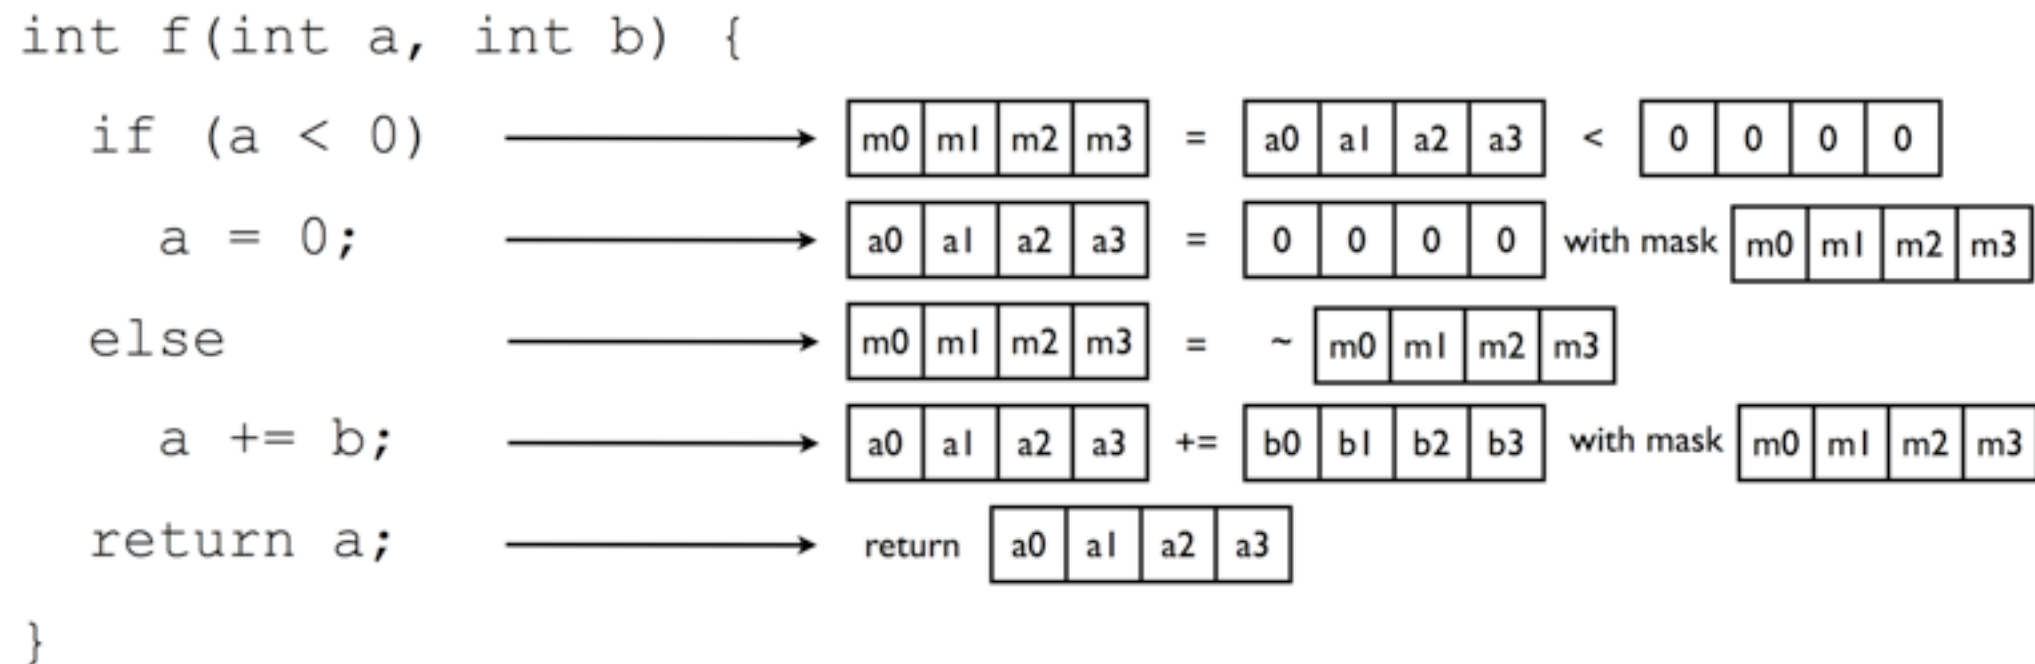 int f(int a, int b) {
if (a < 0) m0 m1 m2 m3 = a0 a1 a2 a3 < 0 0 0 0
a = 0; a0 a1 a2 a3 = 0 0 0 0 with mask m0 m1 m2 m3
else m0 m1 m2 m3 = ~ m0 m1 m2 m3
a += b; a0 a1 a2 a3 += b0 b1 b2 b3 with mask m0 m1 m2 m3
return a; return a0 a1 a2 a3
}